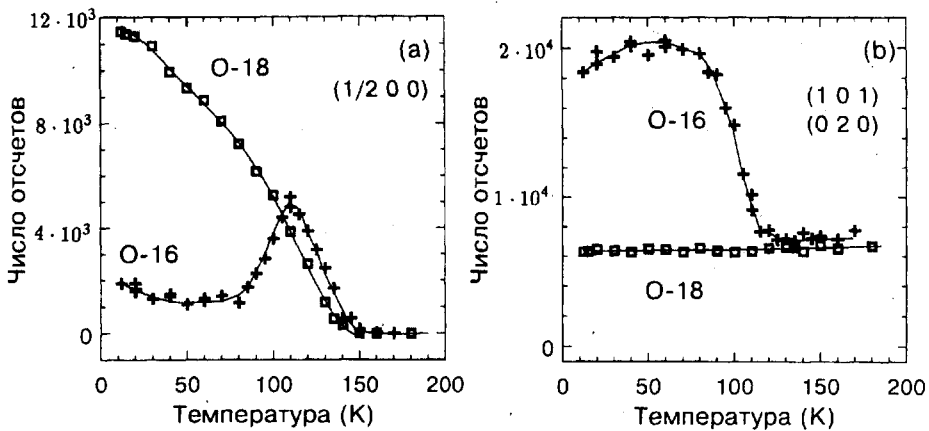 12·10³
8·10³
4·10³
0
0
50
100
150
200
Число отсчетов
Температура (K)
(a)
O-18
(1/2 0 0)
O-16
2·10⁴
1·10⁴
0
0
50
100
150
200
Число отсчетов
Температура (K)
(b)
(1 0 1)
O-16
(0 2 0)
O-18